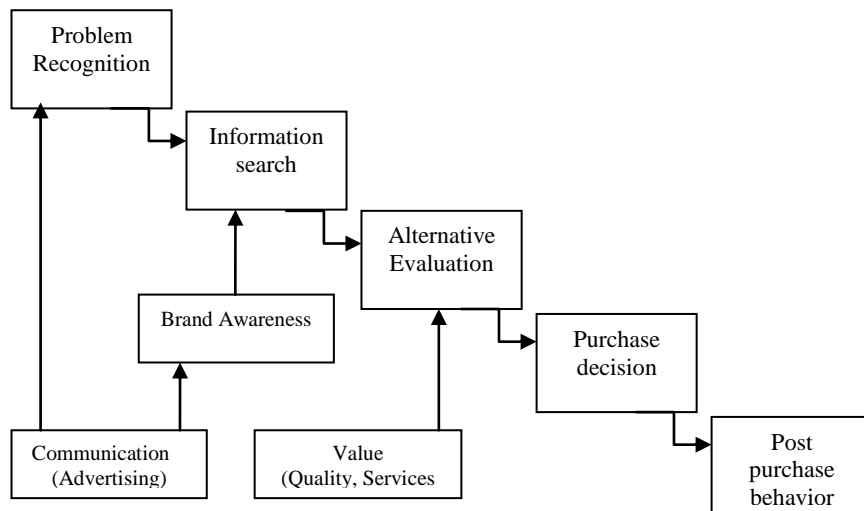 Problem
Recognition
Information
search
Alternative
Evaluation
Brand Awareness
Purchase
decision
Communication
(Advertising)
Value
(Quality, Services
Post
purchase
behavior